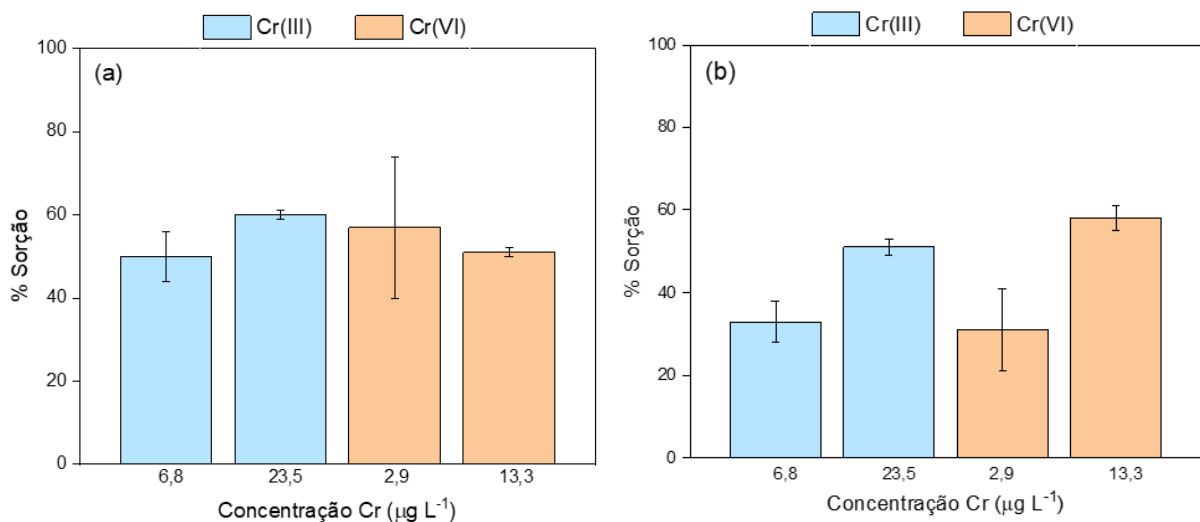 Cr(III) Cr(VI)
(a)
100
80
60
40
20
0
% Sorção
6,8 23,5 2,9 13,3
Concentração Cr (µg L⁻¹)
Cr(III) Cr(VI)
(b)
100
80
60
40
20
0
% Sorção
6,8 23,5 2,9 13,3
Concentração Cr (µg L⁻¹)